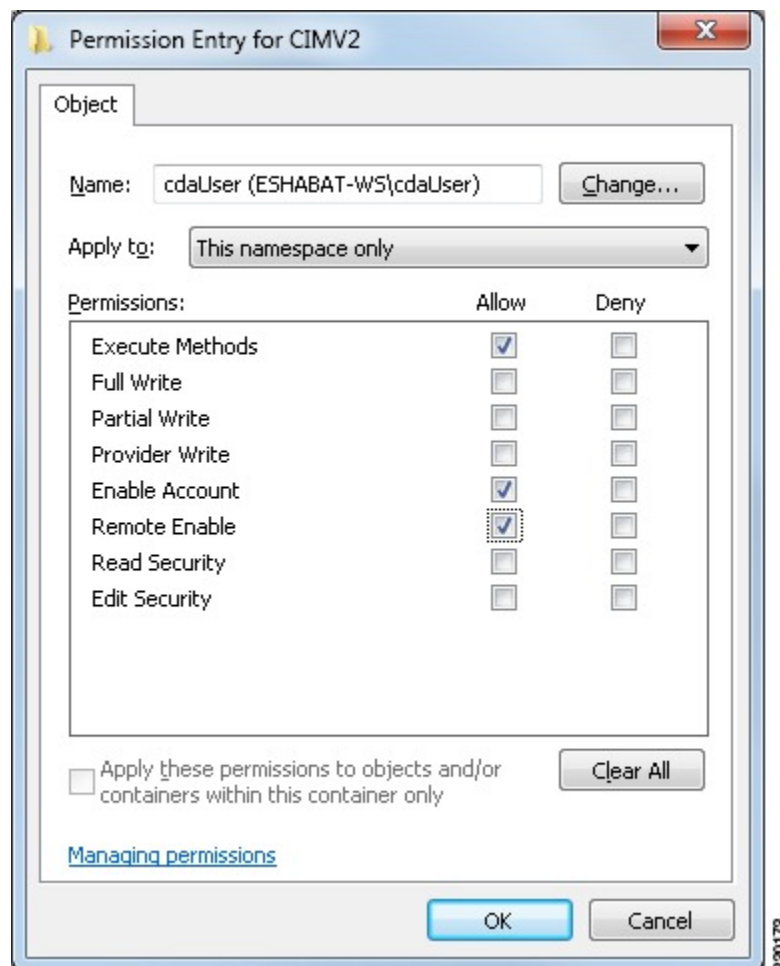 Permission Entry for CIMV2
Object
Name: cdaUser (ESHABAT-WS\cdaUser) Change...
Apply to: This namespace only
Permissions: Allow Deny
Execute Methods
Full Write
Partial Write
Provider Write
Enable Account
Remote Enable
Read Security
Edit Security
Apply these permissions to objects and/or
containers within this container only
Clear All
Managing permissions
OK Cancel